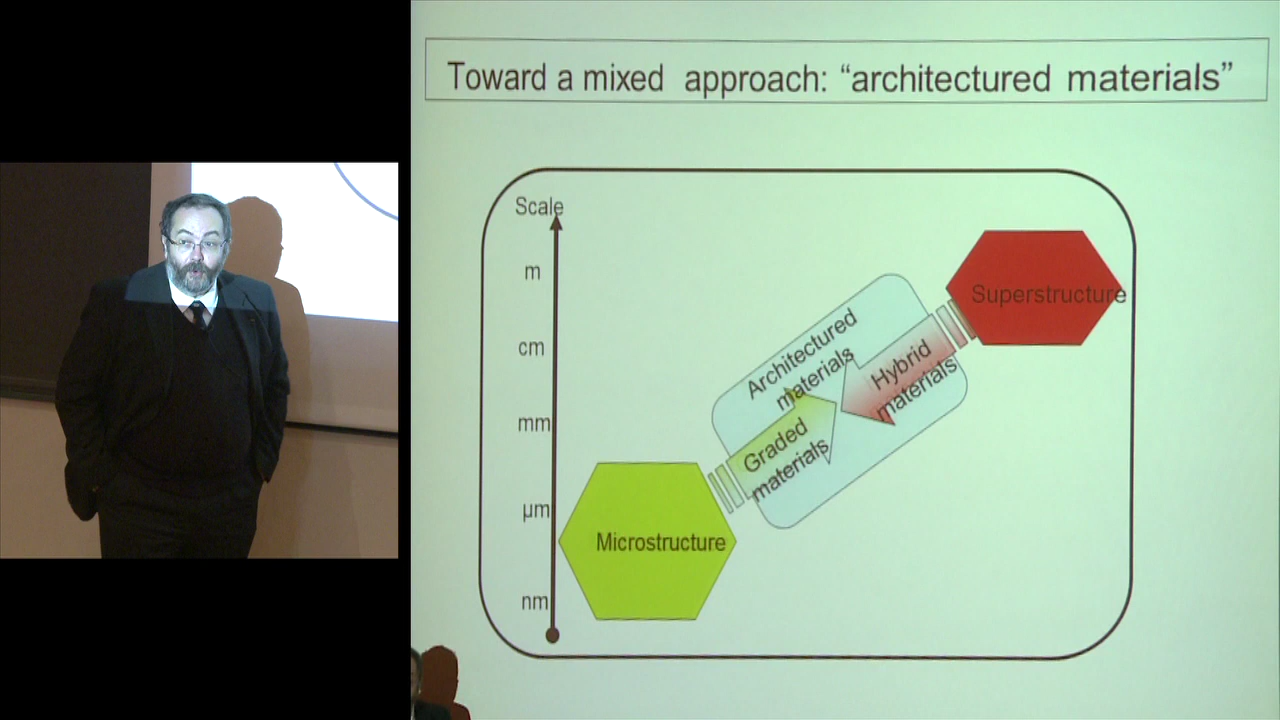 Toward a mixed approach: “architectured materials”
Scale
m
cm
mm
µm
nm
Superstructure
Architectured
materials
Hybrid
materials
Graded
materials
Microstructure